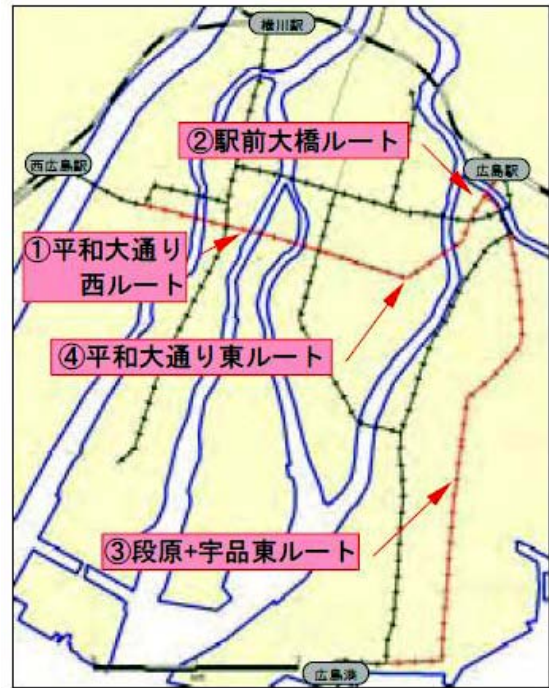 横川駅
②駅前大橋ルート
西広島駅
広島駅
①平和大通り
西ルート
④平和大通り東ルート
③段原+宇品東ルート
広島港